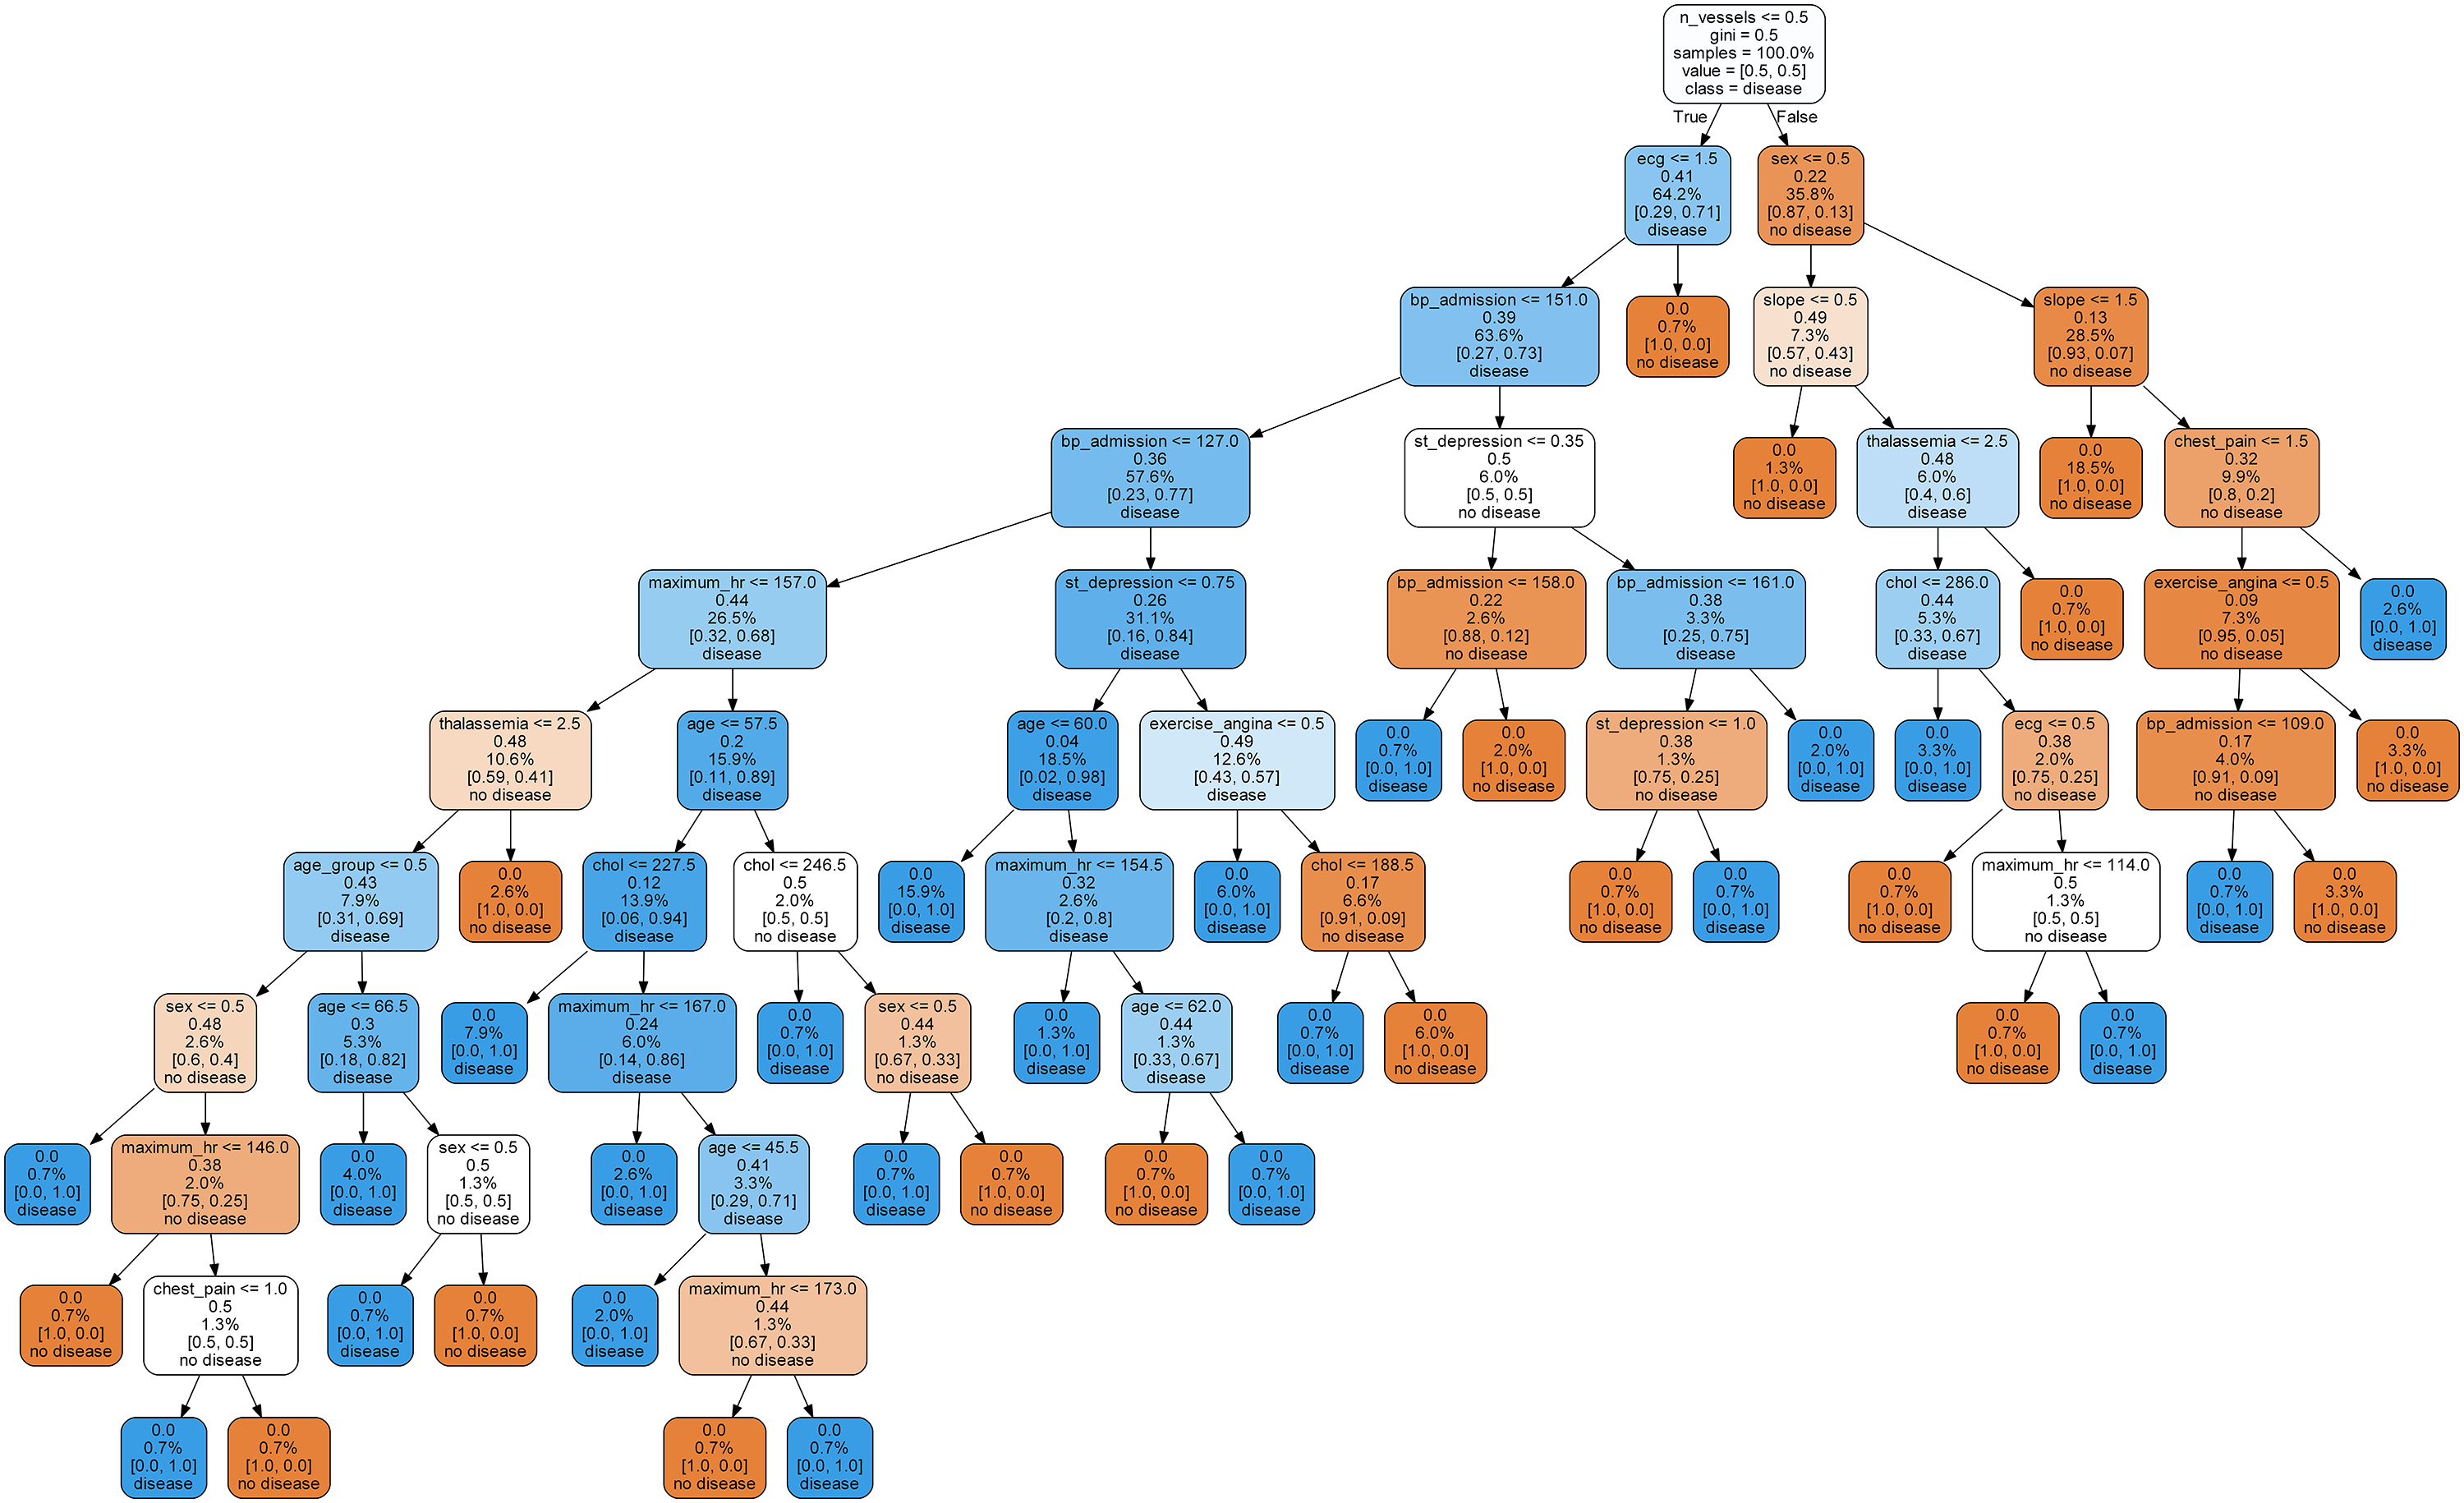 n_vessels <= 0.5
gini = 0.5
samples = 100.0%
value = [0.5, 0.5]
class = disease
True
False
ecg <= 1.5
0.41
64.2%
[0.29, 0.71]
disease
sex <= 0.5
0.22
35.8%
[0.87, 0.13]
no disease
bp_admission <= 151.0
0.39
63.6%
[0.27, 0.73]
disease
0.0
0.7%
[1.0, 0.0]
no disease
slope <= 0.5
0.49
7.3%
[0.57, 0.43]
no disease
slope <= 1.5
0.13
28.5%
[0.93, 0.07]
no disease
bp_admission <= 127.0
0.36
57.6%
[0.23, 0.77]
disease
st_depression <= 0.35
0.5
6.0%
[0.5, 0.5]
no disease
0.0
1.3%
[1.0, 0.0]
no disease
thalassemia <= 2.5
0.48
6.0%
[0.4, 0.6]
disease
0.0
18.5%
[1.0, 0.0]
no disease
chest_pain <= 1.5
0.32
9.9%
[0.8, 0.2]
no disease
maximum_hr <= 157.0
0.44
26.5%
[0.32, 0.68]
disease
st_depression <= 0.75
0.26
31.1%
[0.16, 0.84]
disease
bp_admission <= 158.0
0.22
2.6%
[0.88, 0.12]
no disease
bp_admission <= 161.0
0.38
3.3%
[0.25, 0.75]
disease
chol <= 286.0
0.44
5.3%
[0.33, 0.67]
disease
0.0
0.7%
[1.0, 0.0]
no disease
exercise_angina <= 0.5
0.09
7.3%
[0.95, 0.05]
no disease
0.0
2.6%
[0.0, 1.0]
disease
thalassemia <= 2.5
0.48
10.6%
[0.59, 0.41]
no disease
age <= 57.5
0.2
15.9%
[0.11, 0.89]
disease
age <= 60.0
0.04
18.5%
[0.02, 0.98]
disease
exercise_angina <= 0.5
0.49
12.6%
[0.43, 0.57]
disease
0.0
0.7%
[0.0, 1.0]
disease
0.0
2.0%
[1.0, 0.0]
no disease
st_depression <= 1.0
0.38
1.3%
[0.75, 0.25]
no disease
0.0
2.0%
[0.0, 1.0]
disease
0.0
3.3%
[0.0, 1.0]
disease
ecg <= 0.5
0.38
2.0%
[0.75, 0.25]
no disease
bp_admission <= 109.0
0.17
4.0%
[0.91, 0.09]
no disease
0.0
3.3%
[1.0, 0.0]
no disease
age_group <= 0.5
0.43
7.9%
[0.31, 0.69]
disease
0.0
2.6%
[1.0, 0.0]
no disease
chol <= 227.5
0.12
13.9%
[0.06, 0.94]
disease
chol <= 246.5
0.5
2.0%
[0.5, 0.5]
no disease
0.0
15.9%
[0.0, 1.0]
disease
maximum_hr <= 154.5
0.32
2.6%
[0.2, 0.8]
disease
0.0
6.0%
[0.0, 1.0]
disease
chol <= 188.5
0.17
6.6%
[0.91, 0.09]
no disease
0.0
0.7%
[1.0, 0.0]
no disease
0.0
0.7%
[0.0, 1.0]
disease
0.0
0.7%
[1.0, 0.0]
no disease
maximum_hr <= 114.0
0.5
1.3%
[0.5, 0.5]
no disease
0.0
0.7%
[0.0, 1.0]
disease
0.0
3.3%
[1.0, 0.0]
no disease
sex <= 0.5
0.48
2.6%
[0.6, 0.4]
no disease
age <= 66.5
0.3
5.3%
[0.18, 0.82]
disease
0.0
7.9%
[0.0, 1.0]
disease
maximum_hr <= 167.0
0.24
6.0%
[0.14, 0.86]
disease
0.0
0.7%
[0.0, 1.0]
disease
sex <= 0.5
0.44
1.3%
[0.67, 0.33]
no disease
0.0
1.3%
[0.0, 1.0]
disease
age <= 62.0
0.44
1.3%
[0.33, 0.67]
disease
0.0
0.7%
[0.0, 1.0]
disease
0.0
6.0%
[1.0, 0.0]
no disease
0.0
0.7%
[1.0, 0.0]
no disease
0.0
0.7%
[0.0, 1.0]
disease
0.0
0.7%
[0.0, 1.0]
disease
maximum_hr <= 146.0
0.38
2.0%
[0.75, 0.25]
no disease
0.0
4.0%
[0.0, 1.0]
disease
sex <= 0.5
0.5
1.3%
[0.5, 0.5]
no disease
0.0
2.6%
[0.0, 1.0]
disease
age <= 45.5
0.41
3.3%
[0.29, 0.71]
disease
0.0
0.7%
[0.0, 1.0]
disease
0.0
0.7%
[1.0, 0.0]
no disease
0.0
0.7%
[1.0, 0.0]
no disease
0.0
0.7%
[0.0, 1.0]
disease
0.0
0.7%
[1.0, 0.0]
no disease
chest_pain <= 1.0
0.5
1.3%
[0.5, 0.5]
no disease
0.0
0.7%
[0.0, 1.0]
disease
0.0
0.7%
[1.0, 0.0]
no disease
0.0
2.0%
[0.0, 1.0]
disease
maximum_hr <= 173.0
0.44
1.3%
[0.67, 0.33]
no disease
0.0
0.7%
[0.0, 1.0]
disease
0.0
0.7%
[1.0, 0.0]
no disease
0.0
0.7%
[1.0, 0.0]
no disease
0.0
0.7%
[0.0, 1.0]
disease